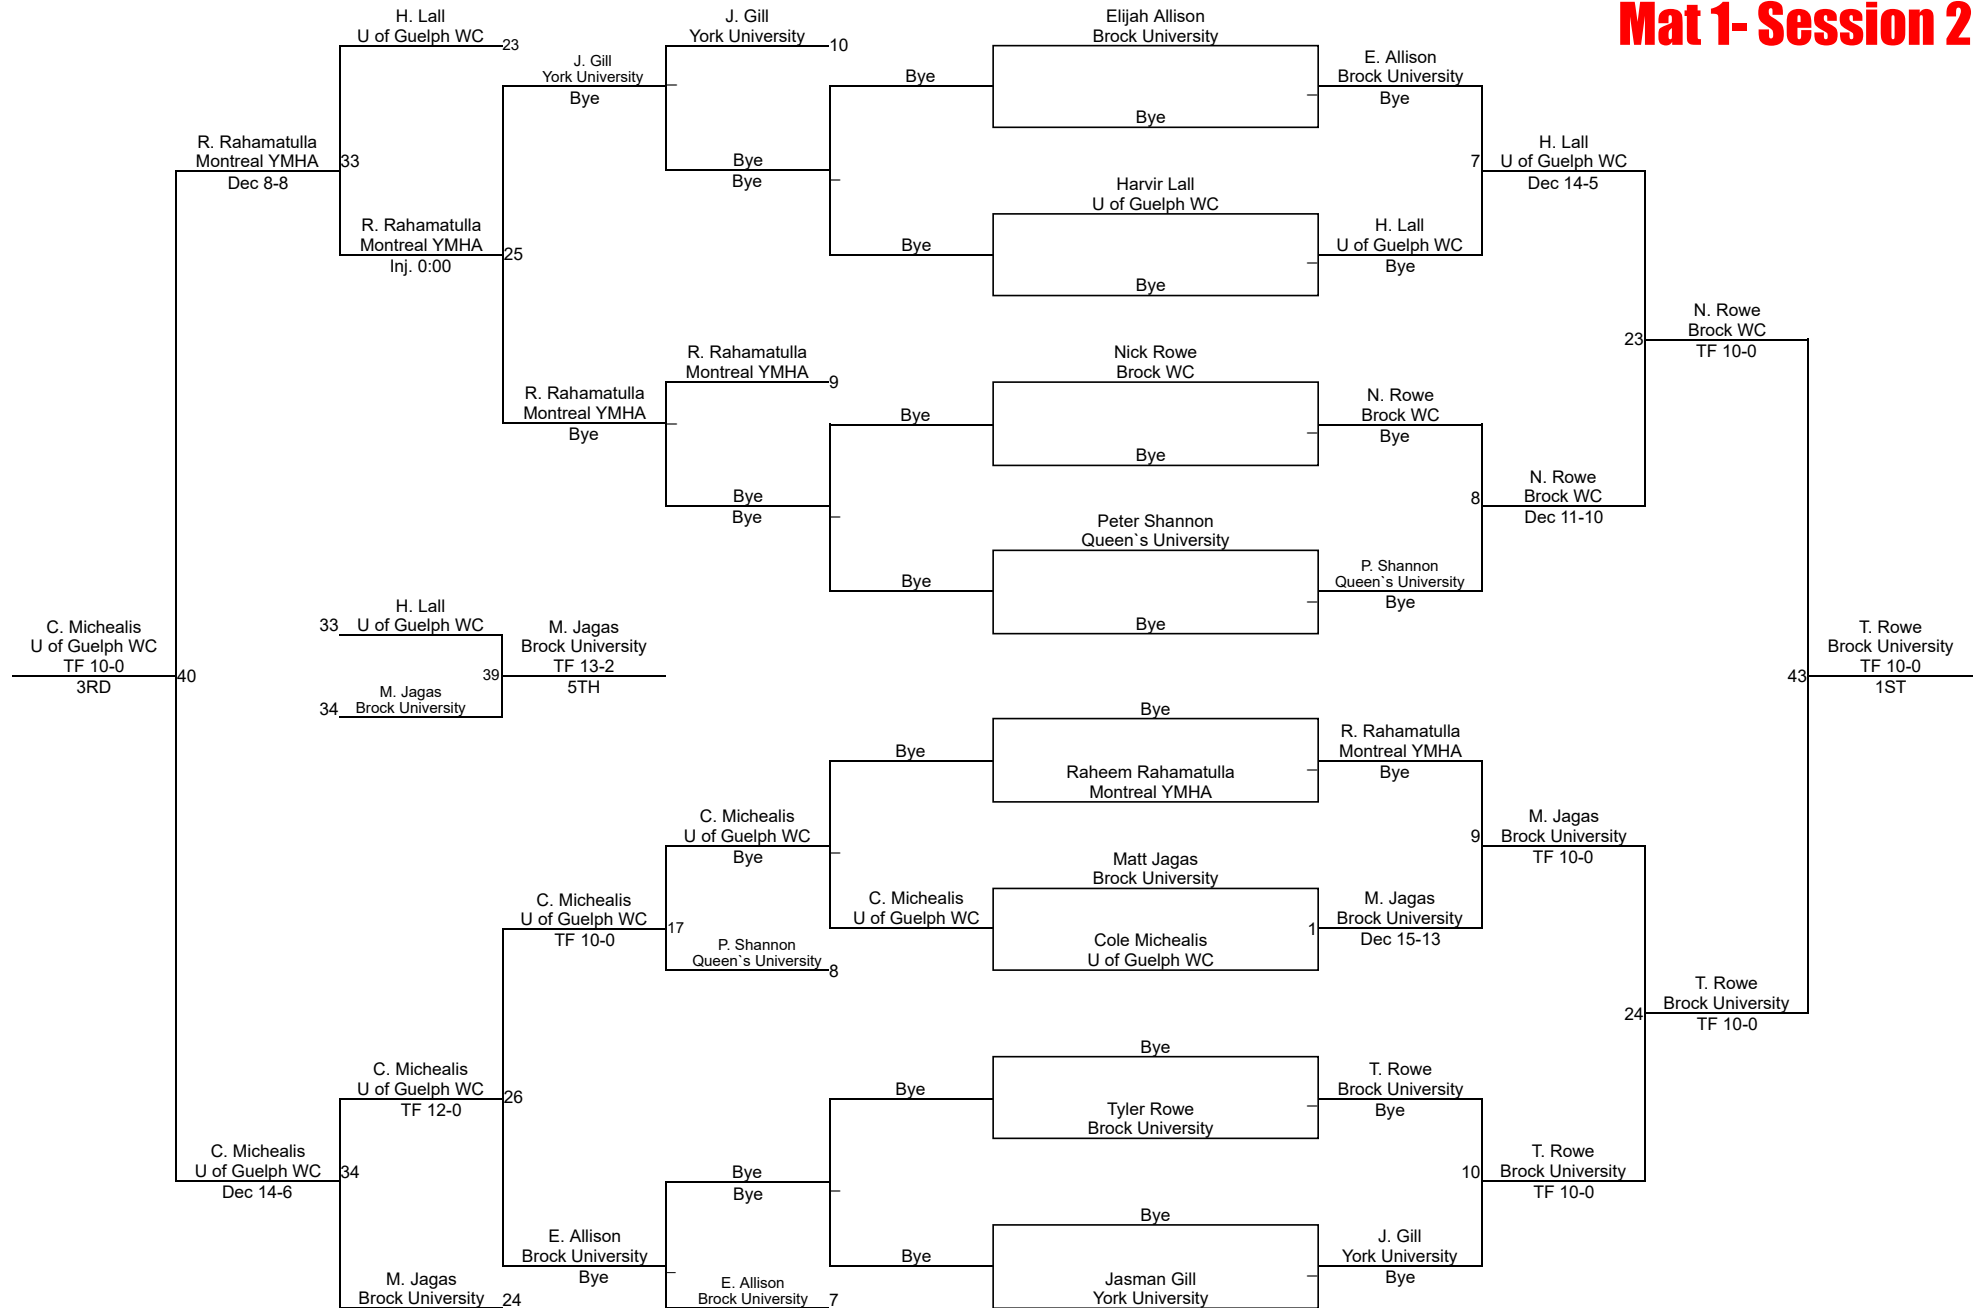 Mat 1- Session 2
H. Lall
U of Guelph WC
23
J. Gill
York University
10
Elijah Allison
Brock University
J. Gill
York University
Bye
Bye
Bye
E. Allison
Brock University
Bye
R. Rahamatulla
Montreal YMHA
33
Dec 8-8
Bye
Bye
Harvir Lall
U of Guelph WC
H. Lall
7
U of Guelph WC
Dec 14-5
R. Rahamatulla
Montreal YMHA
25
Inj. 0:00
Bye
Bye
H. Lall
U of Guelph WC
Bye
N. Rowe
23
Brock WC
TF 10-0
R. Rahamatulla
Montreal YMHA
9
Nick Rowe
Brock WC
R. Rahamatulla
Montreal YMHA
Bye
Bye
Bye
N. Rowe
Brock WC
Bye
Bye
Bye
N. Rowe
8
Brock WC
Dec 11-10
Peter Shannon
Queen`s University
Bye
Bye
P. Shannon
Queen`s University
Bye
C. Michealis
U of Guelph WC
TF 10-0
40
3RD
H. Lall
33
U of Guelph WC
M. Jagas
Brock University
TF 13-2
39
5TH
M. Jagas
34
Brock University
T. Rowe
Brock University
TF 10-0
43
1ST
Bye
Bye
Raheem Rahamatulla
Montreal YMHA
R. Rahamatulla
Montreal YMHA
Bye
C. Michealis
U of Guelph WC
Bye
M. Jagas
9
Brock University
TF 10-0
Matt Jagas
Brock University
C. Michealis
U of Guelph WC
TF 10-0
17
C. Michealis
U of Guelph WC
Cole Michealis
U of Guelph WC
1
M. Jagas
Brock University
Dec 15-13
P. Shannon
Queen`s University
8
T. Rowe
24
Brock University
TF 10-0
C. Michealis
U of Guelph WC
26
TF 12-0
Bye
Bye
Tyler Rowe
Brock University
T. Rowe
Brock University
Bye
C. Michealis
U of Guelph WC
34
Dec 14-6
Bye
Bye
T. Rowe
10
Brock University
TF 10-0
E. Allison
Brock University
Bye
Bye
Bye
Jasman Gill
York University
J. Gill
York University
Bye
M. Jagas
Brock University
24
E. Allison
Brock University
7